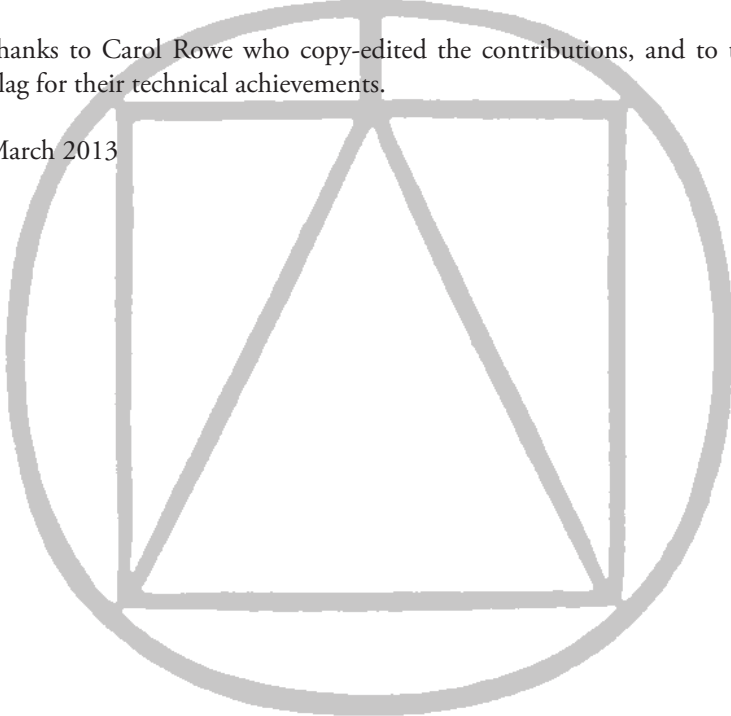 hanks to Carol Rowe who copy-edited the contributions, and to
lag for their technical achievements.
March 2013